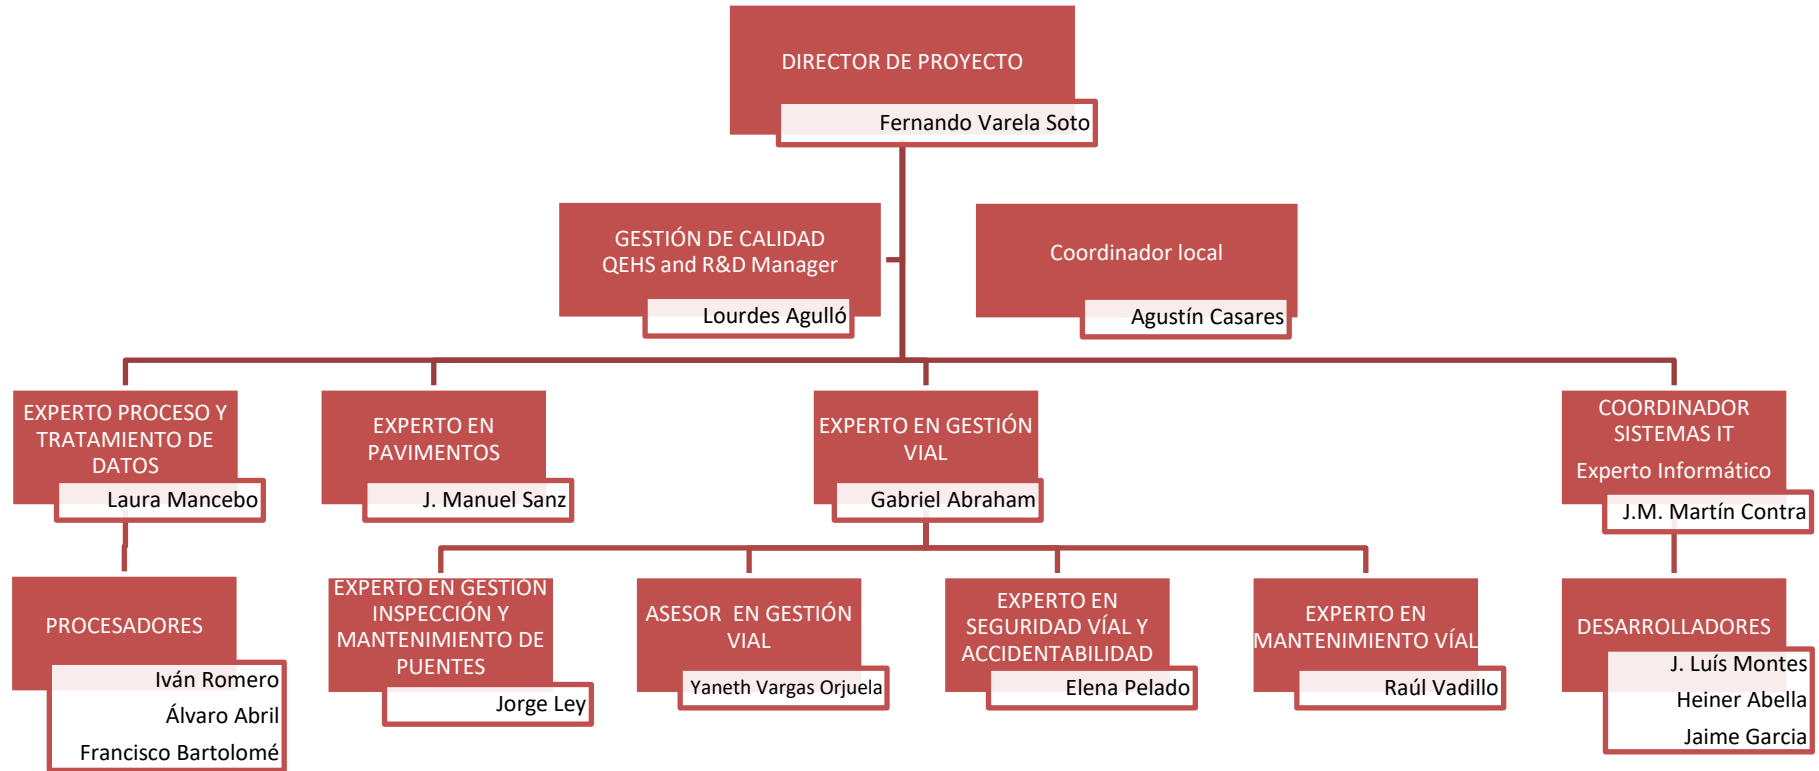 DIRECTOR DE PROYECTO
Fernando Varela Soto
GESTIÓN DE CALIDAD
QEHS and R&D Manager
Lourdes Agulló
Coordinador local
Agustín Casares
EXPERTO PROCESO Y
TRATAMIENTO DE
DATOS
Laura Mancebo
EXPERTO EN
PAVIMENTOS
J. Manuel Sanz
EXPERTO EN GESTIÓN
VIAL
Gabriel Abraham
COORDINADOR
SISTEMAS IT
Experto Informático
J.M. Martín Contra
PROCESADORES
Iván Romero
Álvaro Abril
Francisco Bartolomé
EXPERTO EN GESTIÓN
INSPECCIÓN Y
MANTENIMIENTO DE
PUENTES
Jorge Ley
ASESOR EN GESTIÓN
VIAL
Yaneth Vargas Orjuela
EXPERTO EN
SEGURIDAD VÍAL Y
ACCIDENTABILIDAD
Elena Pelado
EXPERTO EN
MANTENIMIENTO VÍAL
Raúl Vadillo
DESARROLLADORES
J. Luís Montes
Heiner Abella
Jaime Garcia